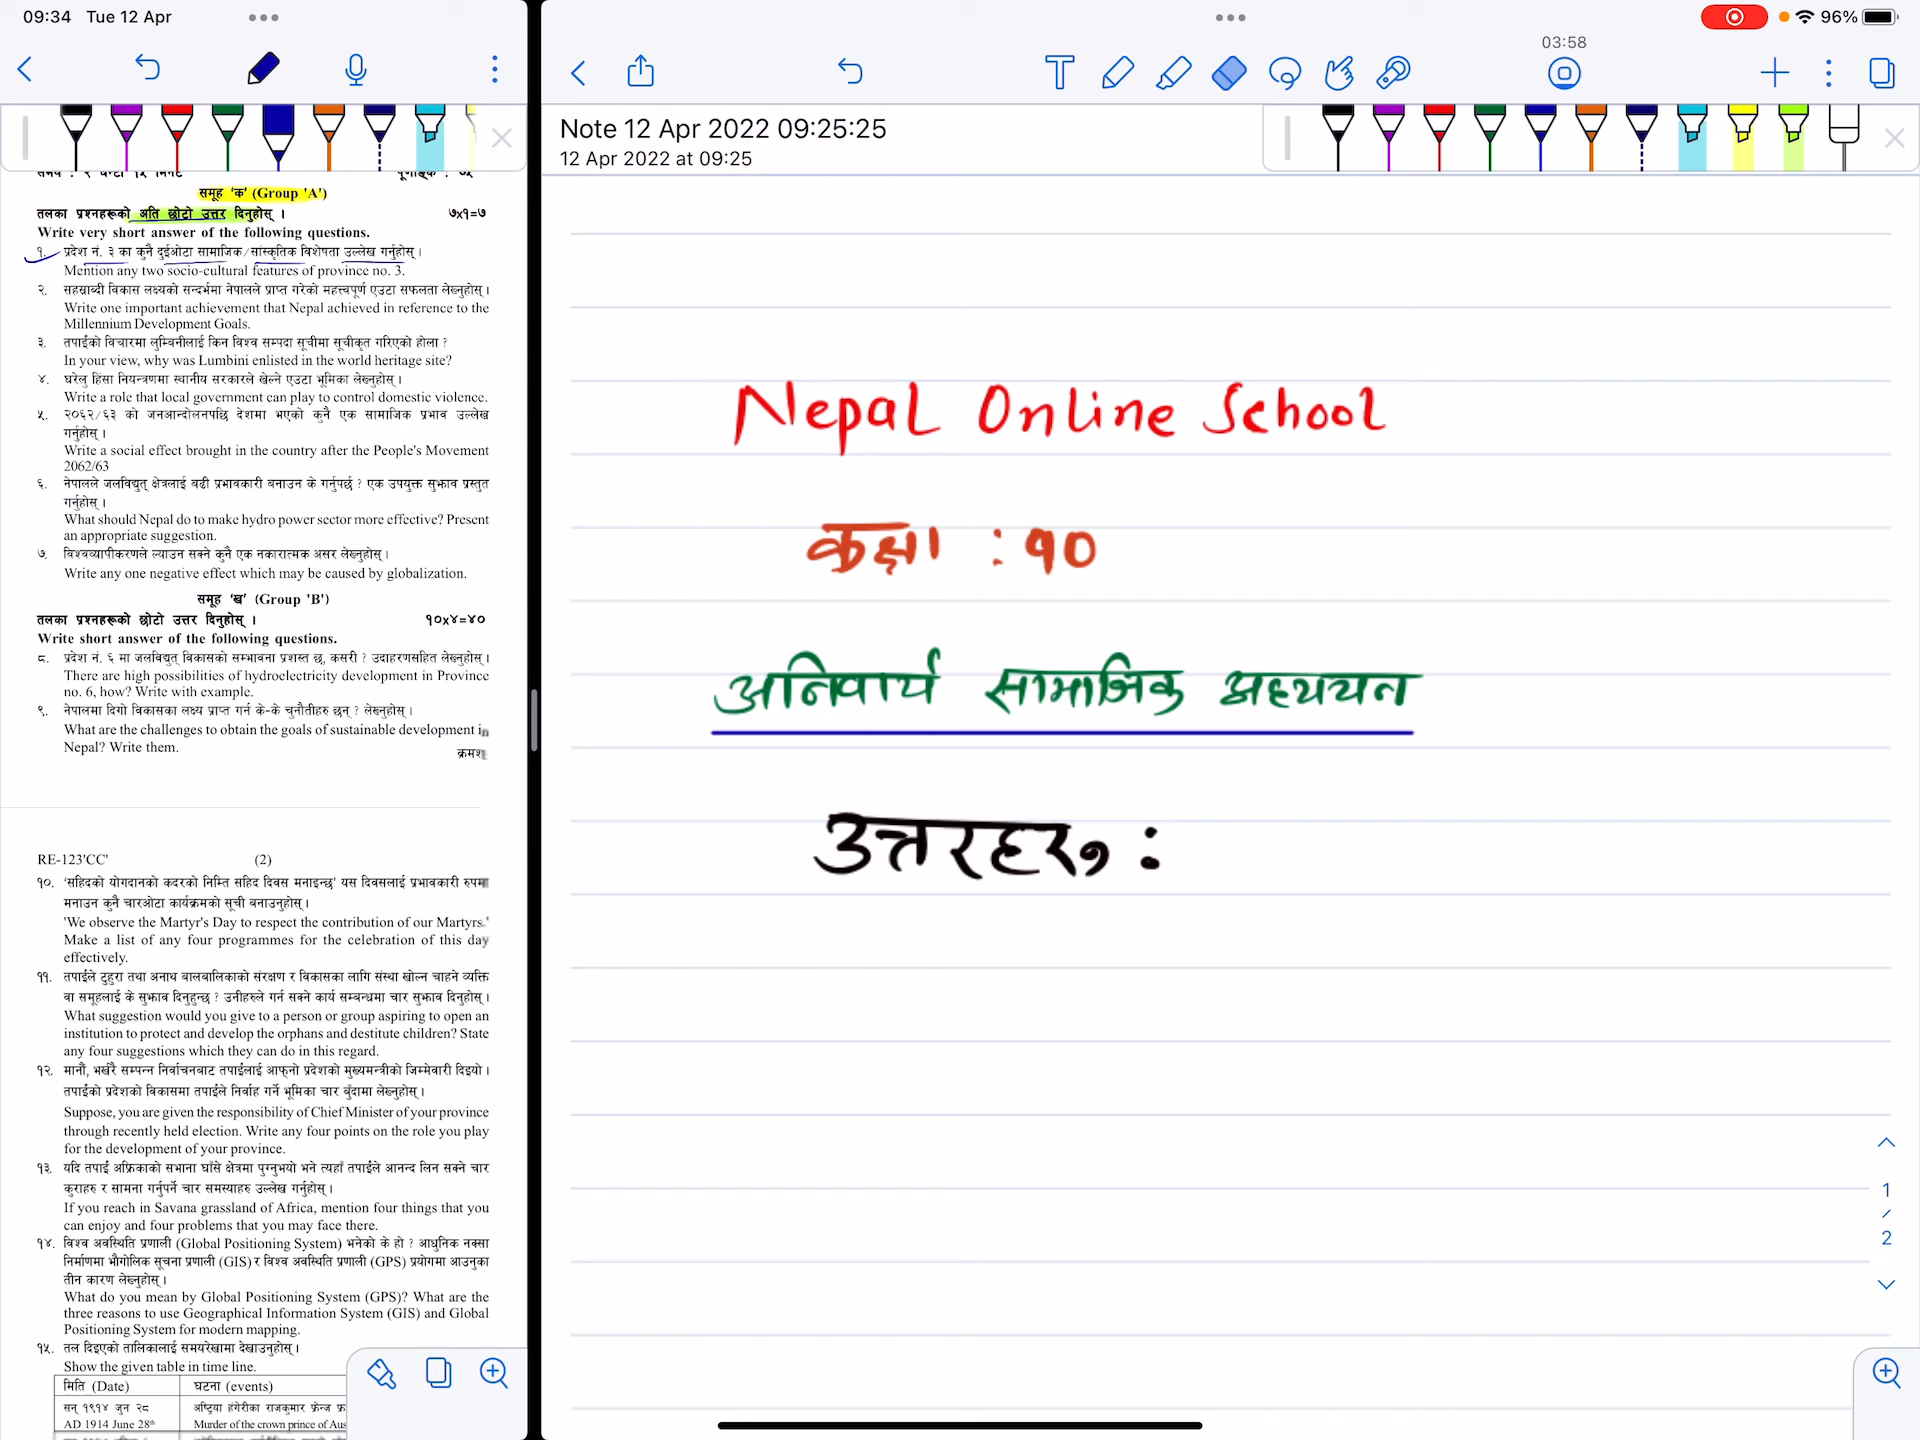 09:34 Tue 12 Apr
96%
03:58
Note 12 Apr 2022 09:25:25
12 Apr 2022 at 09:25
समूह 'क' (Group 'A')
तलका प्रश्नहरूको अति छोटो उत्तर दिनुहोस् । ७x१=७
Write very short answer of the following questions.
१. प्रदेश नं. ३ का कुनै दुईओटा सामाजिक/सांस्कृतिक विशेषता उल्लेख गर्नुहोस् ।
Mention any two socio-cultural features of province no. 3.
२. सहस्राब्दी विकास लक्ष्यको सन्दर्भमा नेपालले प्राप्त गरेको महत्त्वपूर्ण एउटा सफलता लेख्नुहोस् ।
Write one important achievement that Nepal achieved in reference to the
Millennium Development Goals.
३. तपाईंको विचारमा लुम्बिनीलाई किन विश्व सम्पदा सूचीमा सूचीकृत गरिएको होला ?
In your view, why was Lumbini enlisted in the world heritage site?
४. घरेलु हिंसा नियन्त्रणमा स्थानीय सरकारले खेल्ने एउटा भूमिका लेख्नुहोस् ।
Write a role that local government can play to control domestic violence.
५. २०६२/६३ को जनआन्दोलनपछि देशमा भएको कुनै एक सामाजिक प्रभाव उल्लेख
गर्नुहोस् ।
Write a social effect brought in the country after the People's Movement
2062/63
६. नेपालले जलविद्युत् क्षेत्रलाई बढी प्रभावकारी बनाउन के गर्नुपर्छ ? एक उपयुक्त सुझाव प्रस्तुत
गर्नुहोस् ।
What should Nepal do to make hydro power sector more effective? Present
an appropriate suggestion.
७. विश्वव्यापीकरणले ल्याउन सक्ने कुनै एक नकारात्मक असर लेख्नुहोस् ।
Write any one negative effect which may be caused by globalization.
समूह 'ख' (Group 'B')
तलका प्रश्नहरूको छोटो उत्तर दिनुहोस् । १०x४=४०
Write short answer of the following questions.
८. प्रदेश नं. ६ मा जलविद्युत् विकासको सम्भावना प्रशस्त छ, कसरी ? उदाहरणसहित लेख्नुहोस् ।
There are high possibilities of hydroelectricity development in Province
no. 6, how? Write with example.
९. नेपालमा दिगो विकासका लक्ष्य प्राप्त गर्न के-के चुनौतीहरु छन् ? लेख्नुहोस् ।
What are the challenges to obtain the goals of sustainable development in
Nepal? Write them.
क्रमश
RE-123'CC' (2)
१०. 'सहिदको योगदानको कदरको निम्ति सहिद दिवस मनाइन्छ' यस दिवसलाई प्रभावकारी रुपमा
मनाउन कुनै चारओटा कार्यक्रमको सूची बनाउनुहोस् ।
'We observe the Martyr's Day to respect the contribution of our Martyrs.'
Make a list of any four programmes for the celebration of this day
effectively.
११. तपाईंले टुहुरा तथा अनाथ बालबालिकाको संरक्षण र विकासका लागि संस्था खोल्न चाहने व्यक्ति
वा समूहलाई के सुझाव दिनुहुन्छ ? उनीहरुले गर्न सक्ने कार्य सम्बन्धमा चार सुझाव दिनुहोस् ।
What suggestion would you give to a person or group aspiring to open an
institution to protect and develop the orphans and destitute children? State
any four suggestions which they can do in this regard.
१२. मानौं, भर्खरै सम्पन्न निर्वाचनबाट तपाईंलाई आफ्नो प्रदेशको मुख्यमन्त्रीको जिम्मेवारी दिइयो ।
तपाईंको प्रदेशको विकासमा तपाईंले निर्वाह गर्ने भूमिका चार बुँदामा लेख्नुहोस् ।
Suppose, you are given the responsibility of Chief Minister of your province
through recently held election. Write any four points on the role you play
for the development of your province.
१३. यदि तपाईं अफ्रिकाको सभाना घाँसे क्षेत्रमा पुग्नुभयो भने त्यहाँ तपाईंले आनन्द लिन सक्ने चार
कुराहरु र सामना गर्नुपर्ने चार समस्याहरु उल्लेख गर्नुहोस् ।
If you reach in Savana grassland of Africa, mention four things that you
can enjoy and four problems that you may face there.
१४. विश्व अवस्थिति प्रणाली (Global Positioning System) भनेको के हो ? आधुनिक नक्सा
निर्माणमा भौगोलिक सूचना प्रणाली (GIS) र विश्व अवस्थिति प्रणाली (GPS) प्रयोगमा आउनुका
तीन कारण लेख्नुहोस् ।
What do you mean by Global Positioning System (GPS)? What are the
three reasons to use Geographical Information System (GIS) and Global
Positioning System for modern mapping.
१५. तल दिइएको तालिकालाई समयरेखामा देखाउनुहोस् ।
Show the given table in time line.
मिति (Date) घटना (events)
सन् १९१४ जुन २८ अष्ट्रिया हंगेरीका राजकुमार फ्रेन्ज
AD 1914 June 28th Murder of the crown prince of Aus
Nepal Online School
कक्षा : १०
अनिवार्य सामाजिक अध्ययन
उत्तरहरू :
1
/
2